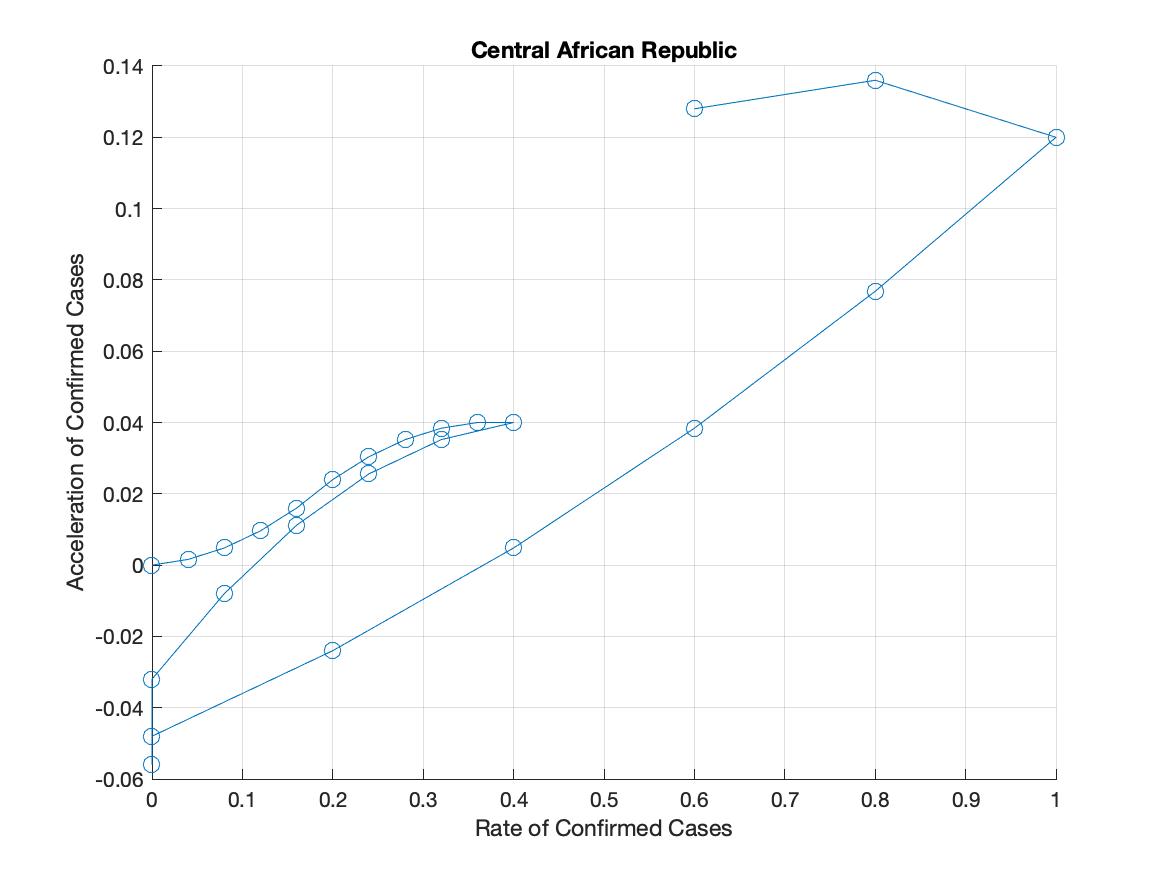 Central African Republic
0.14
0.12
0.1
0.08
0.06
0.04
0.02
0
-0.02
-0.04
-0.06
Acceleration of Confirmed Cases
0 0.1 0.2 0.3 0.4 0.5 0.6 0.7 0.8 0.9 1
Rate of Confirmed Cases